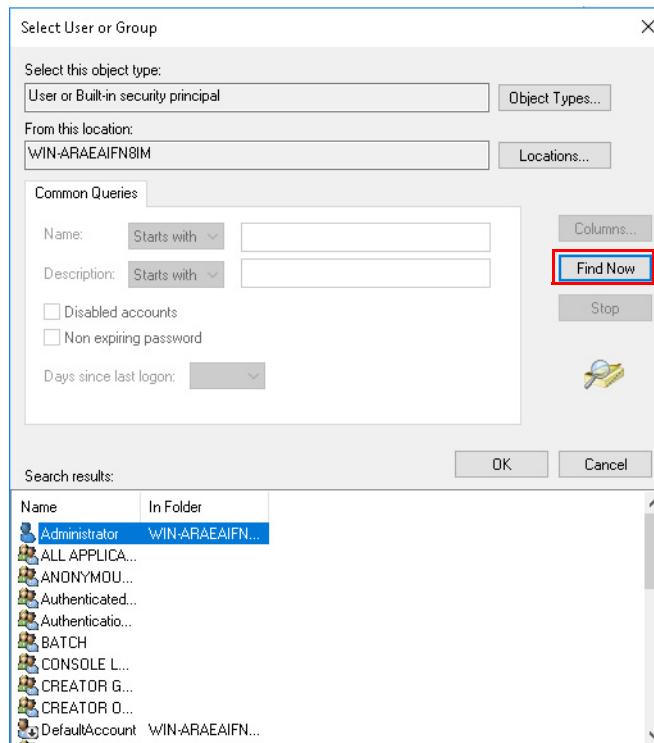 Select User or Group
Select this object type:
User or Built-in security principal
Object Types...
From this location:
WIN-ARAEAIFN8IM
Locations...
Common Queries
Name: Starts with
Columns...
Find Now
Description: Starts with
Disabled accounts
Stop
Non expiring password
Days since last logon:
OK Cancel
Search results:
Name In Folder
Administrator WIN-ARAEAIFN...
ALL APPLICA...
ANONYMOU...
Authenticated...
Authenticatio...
BATCH
CONSOLE L...
CREATOR G...
CREATOR O...
DefaultAccount WIN-ARAEAIFN...